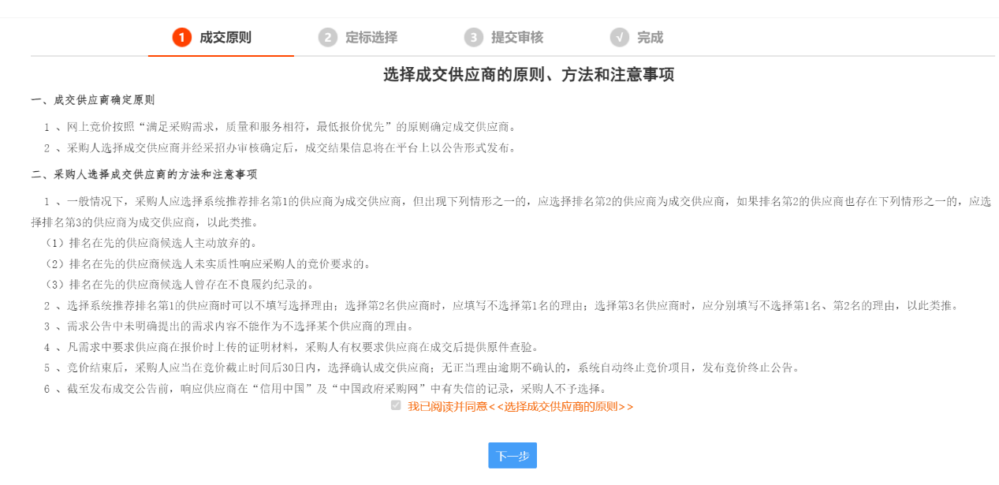 1 成交原则 2 定标选择 3 提交审核 √ 完成
选择成交供应商的原则、方法和注意事项
一、成交供应商确定原则
1 、网上竞价按照“满足采购需求，质量和服务相符，最低报价优先”的原则确定成交供应商。
2 、采购人选择成交供应商并经采招办审核确定后，成交结果信息将在平台上以公告形式发布。
二、采购人选择成交供应商的方法和注意事项
1 、一般情况下，采购人应选择系统推荐排名第1的供应商为成交供应商，但出现下列情形之一的，应选择排名第2的供应商为成交供应商，如果排名第2的供应商也存在下列情形之一的，应选
择排名第3的供应商为成交供应商，以此类推。
（1）排名在先的供应商候选人主动放弃的。
（2）排名在先的供应商候选人未实质性响应采购人的竞价要求的。
（3）排名在先的供应商候选人曾存在不良履约纪录的。
2 、选择系统推荐排名第1的供应商时可以不填写选择理由；选择第2名供应商时，应填写不选择第1名的理由；选择第3名供应商时，应分别填写不选择第1名、第2名的理由，以此类推。
3 、需求公告中未明确提出的需求内容不能作为不选择某个供应商的理由。
4 、凡需求中要求供应商在报价时上传的证明材料，采购人有权要求供应商在成交后提供原件查验。
5 、竞价结束后，采购人应当在竞价截止时间后30日内，选择确认成交供应商；无正当理由逾期不确认的，系统自动终止竞价项目，发布竞价终止公告。
6 、截至发布成交公告前，响应供应商在“信用中国”及“中国政府采购网”中有失信的记录，采购人不予选择。
我已阅读并同意<<选择成交供应商的原则>>
下一步